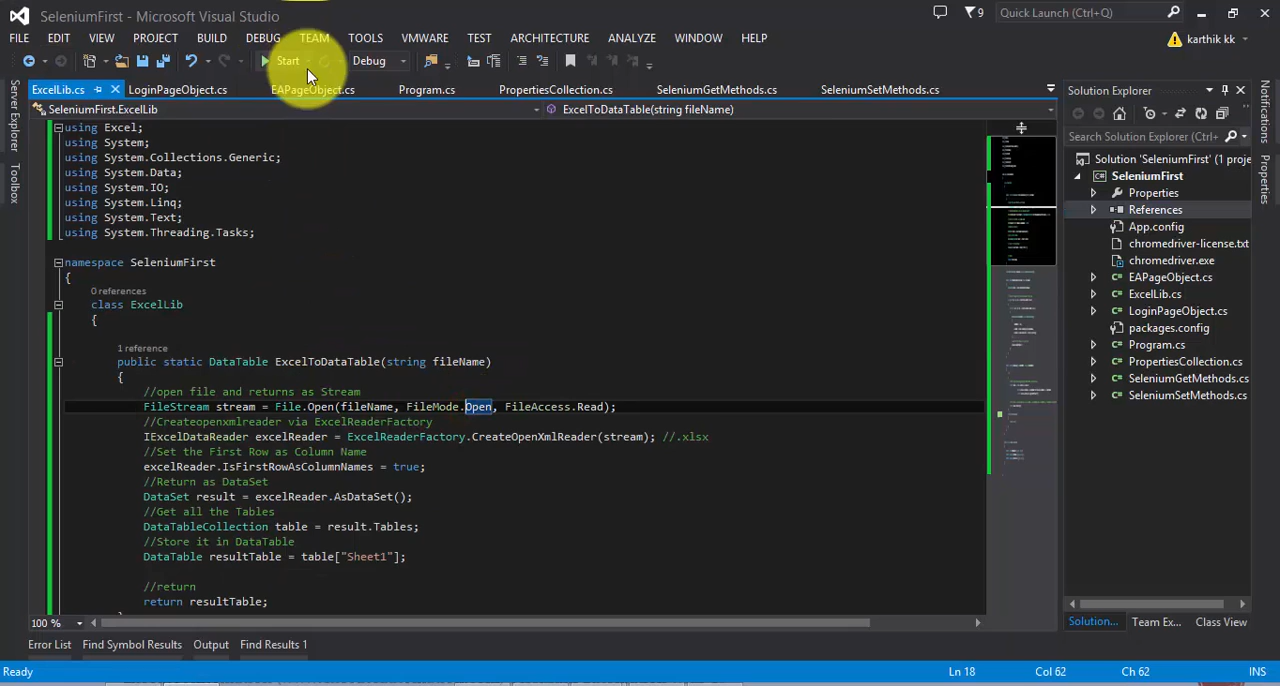 SeleniumFirst - Microsoft Visual Studio
9
Quick Launch (Ctrl+Q)
FILE EDIT VIEW PROJECT BUILD DEBUG TEAM TOOLS VMWARE TEST ARCHITECTURE ANALYZE WINDOW HELP
karthik kk
Start
Debug
ExcelLib.cs LoginPageObject.cs EAPageObject.cs Program.cs PropertiesCollection.cs SeleniumGetMethods.cs SeleniumSetMethods.cs
SeleniumFirst.ExcelLib
ExcelToDataTable(string fileName)
Server Explorer
Toolbox
using Excel;
using System;
using System.Collections.Generic;
using System.Data;
using System.IO;
using System.Linq;
using System.Text;
using System.Threading.Tasks;
namespace SeleniumFirst
{
0 references
class ExcelLib
{
1 reference
public static DataTable ExcelToDataTable(string fileName)
{
//open file and returns as Stream
FileStream stream = File.Open(fileName, FileMode.Open, FileAccess.Read);
//Createopenxmlreader via ExcelReaderFactory
IExcelDataReader excelReader = ExcelReaderFactory.CreateOpenXmlReader(stream); //.xlsx
//Set the First Row as Column Name
excelReader.IsFirstRowAsColumnNames = true;
//Return as DataSet
DataSet result = excelReader.AsDataSet();
//Get all the Tables
DataTableCollection table = result.Tables;
//Store it in DataTable
DataTable resultTable = table["Sheet1"];
//return
return resultTable;
100 %
Solution Explorer
Search Solution Explorer (Ctrl+
Solution 'SeleniumFirst' (1 proje
SeleniumFirst
Properties
References
App.config
chromedriver-license.txt
chromedriver.exe
EAPageObject.cs
ExcelLib.cs
LoginPageObject.cs
packages.config
Program.cs
PropertiesCollection.cs
SeleniumGetMethods.cs
SeleniumSetMethods.cs
Solution... Team Ex... Class View
Notifications
Properties
Error List Find Symbol Results Output Find Results 1
Ready
Ln 18 Col 62 Ch 62 INS